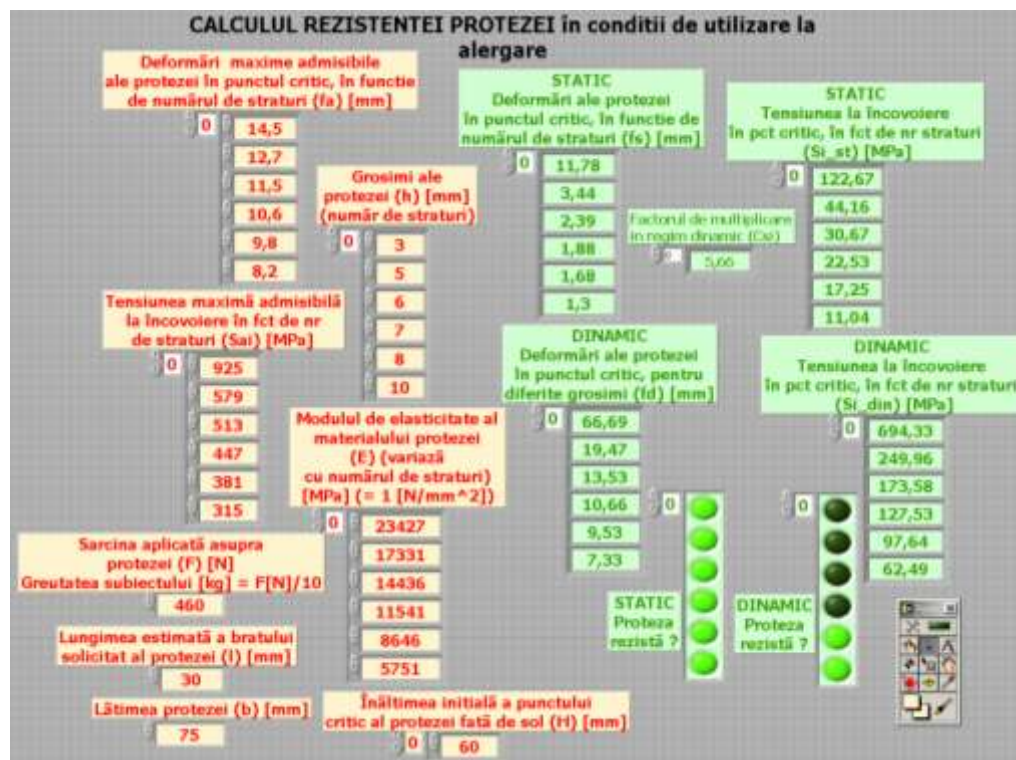 CALCULUL REZISTENTEI PROTEZEI în conditii de utilizare la
alergare
Deformări maxime admisibile
ale protezei în punctul critic, în functie
de numărul de straturi (fa) [mm]
0
14,5
12,7
11,5
10,6
9,8
8,2
Tensiunea maximă admisibilă
la încovoiere în fct de nr
de straturi (Sai) [MPa]
0
925
579
513
447
381
315
Sarcina aplicată asupra
protezei (F) [N]
Greutatea subiectului [kg] = F[N]/10
460
Lungimea estimată a bratului
solicitat al protezei (l) [mm]
30
Lătimea protezei (b) [mm]
75
Grosimi ale
protezei (h) [mm]
(număr de straturi)
0
3
5
6
7
8
10
Modulul de elasticitate al
materialului protezei
(E) (variază
cu numărul de straturi)
[MPa] (= 1 [N/mm^2])
0
23427
17331
14436
11541
8646
5751
Înăltimea initială a punctului
critic al protezei fată de sol (H) [mm]
0
60
STATIC
Deformări ale protezei
în punctul critic, în functie de
numărul de straturi (fs) [mm]
0
11,78
3,44
2,39
1,88
1,68
1,3
Factorul de multiplicare
in regim dinamic
5,66
STATIC
Tensiunea la încovoiere
în pct critic, în fct de nr straturi
(Si_st) [MPa]
0
122,67
44,16
30,67
22,53
17,25
11,04
DINAMIC
Deformări ale protezei
în punctul critic, pentru
diferite grosimi (fd) [mm]
0
66,69
19,47
13,53
10,66
9,53
7,33
DINAMIC
Tensiunea la încovoiere
în pct critic, în fct de nr straturi
(Si_din) [MPa]
0
694,33
249,96
173,58
127,53
97,64
62,49
0
STATIC
Proteza
rezistă ?
0
DINAMIC
Proteza
rezistă ?